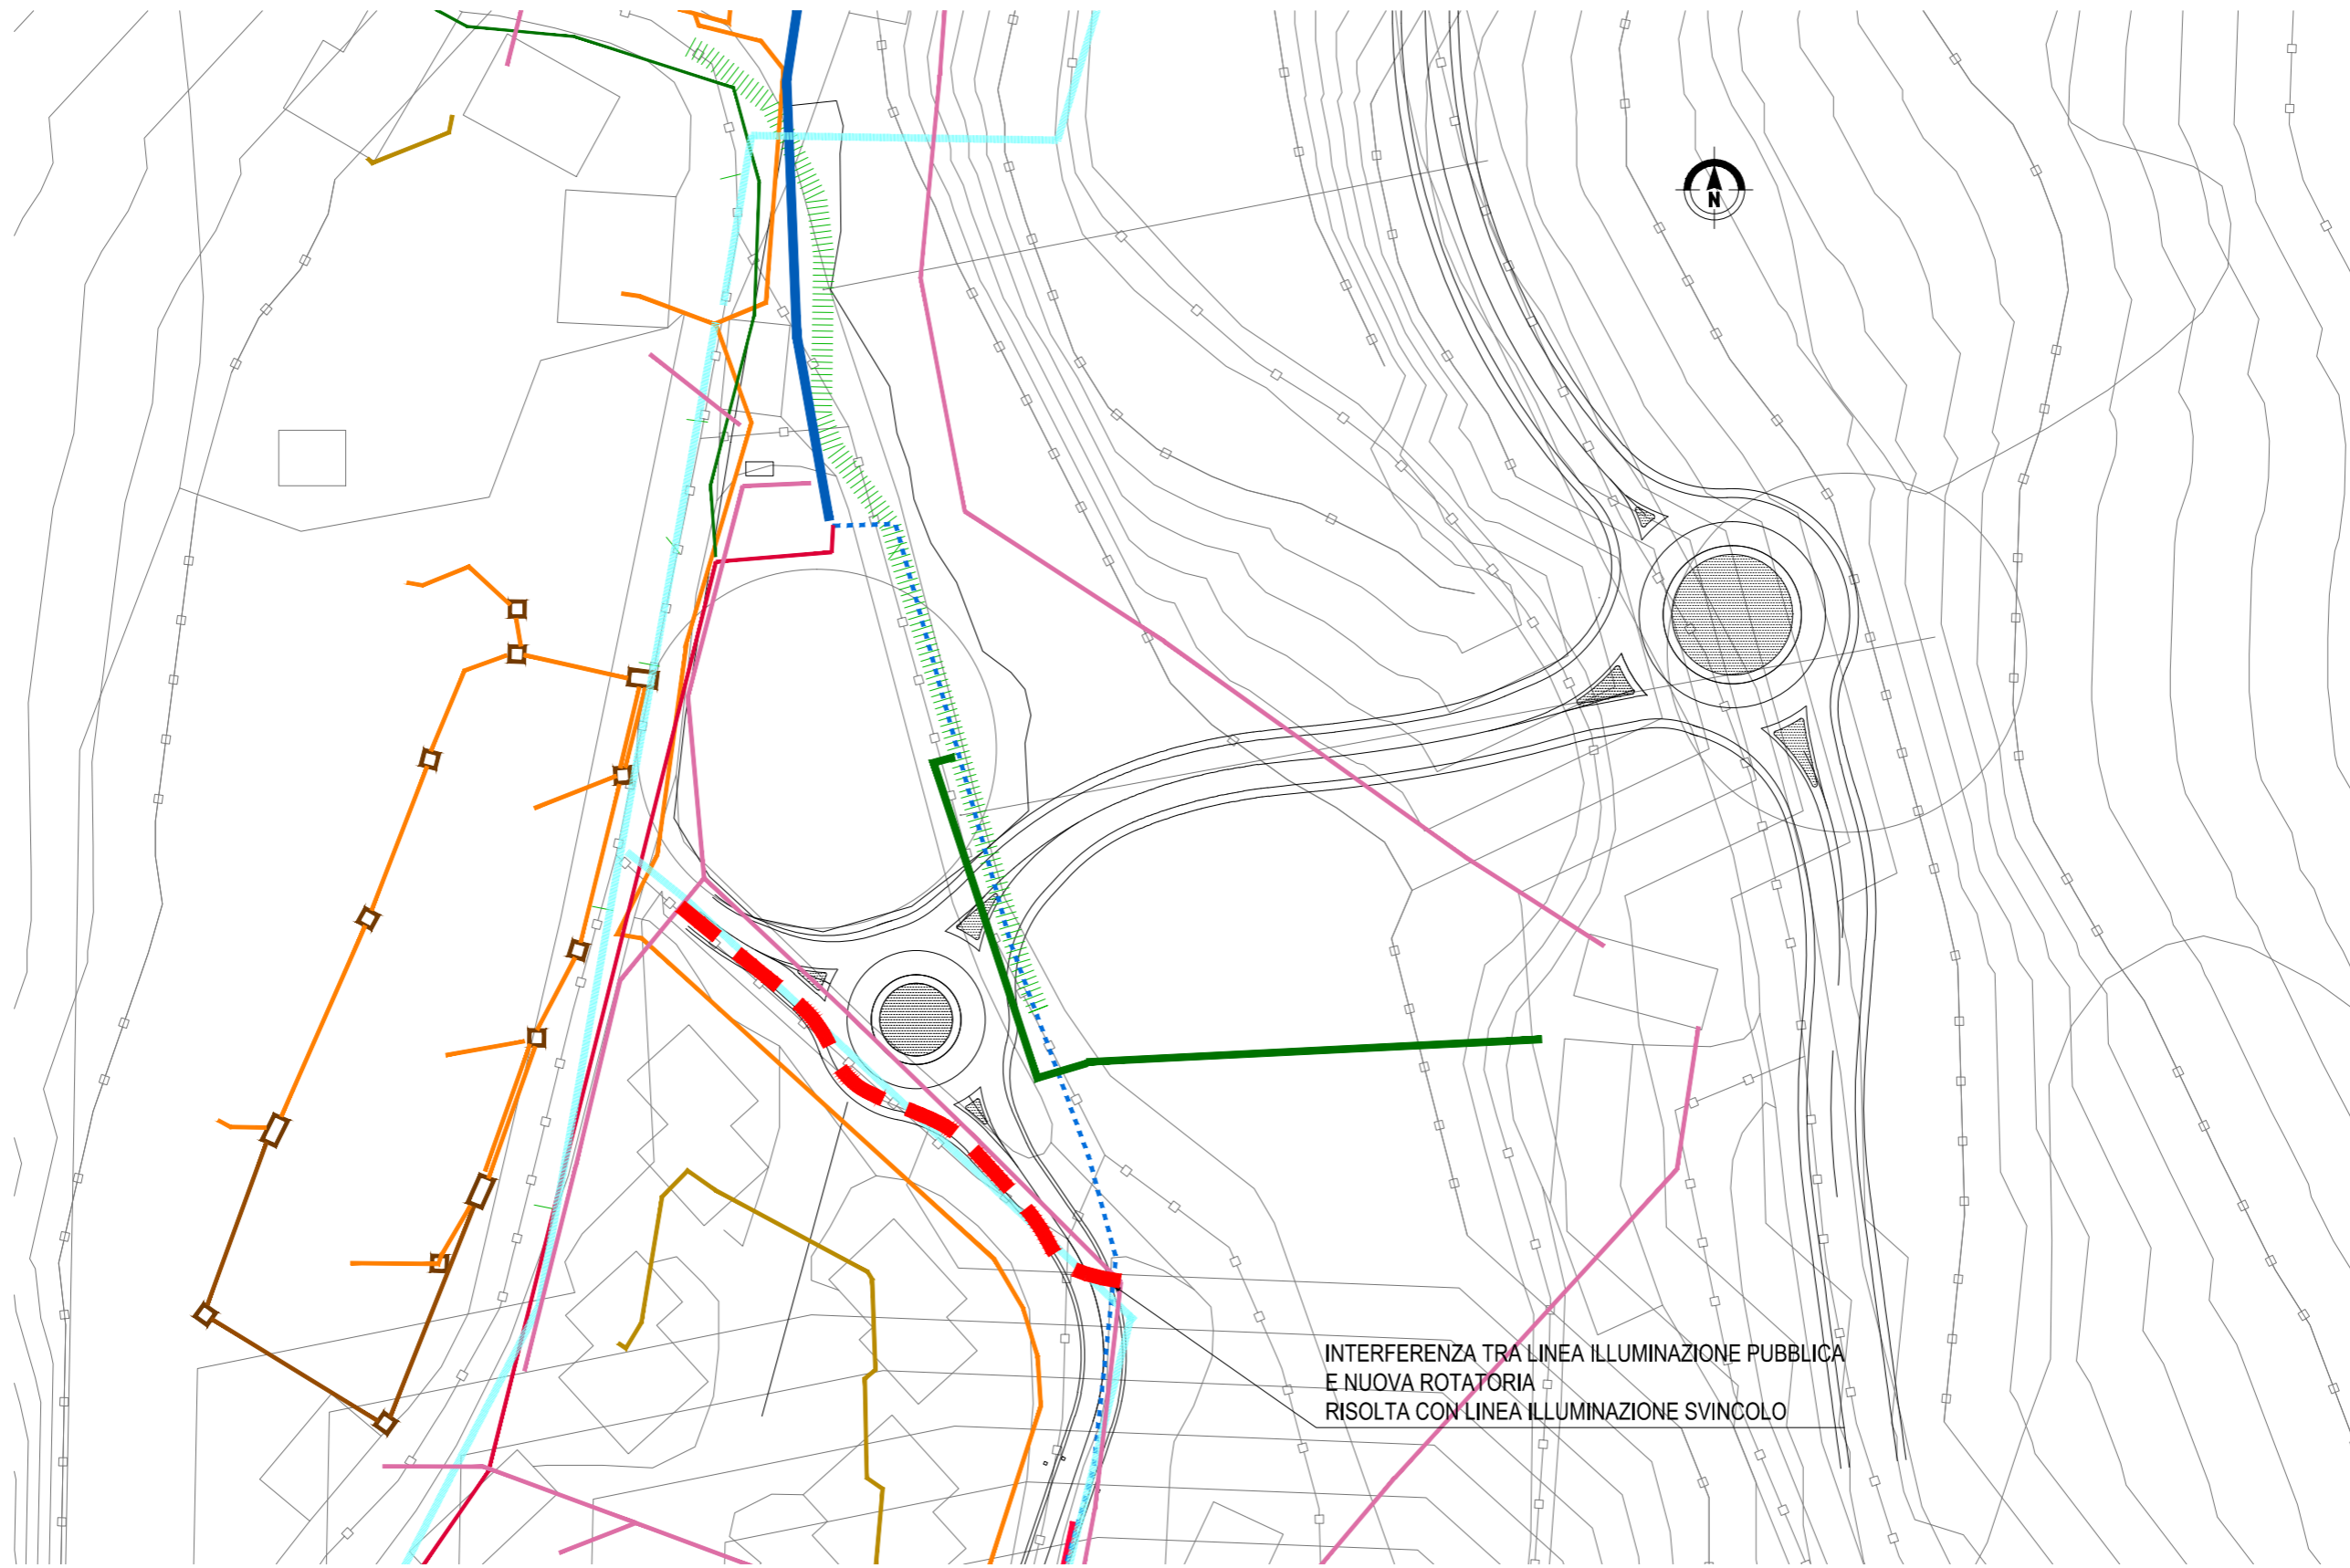 N
INTERFERENZA TRA LINEA ILLUMINAZIONE PUBBLICA
E NUOVA ROTATORIA
RISOLTA CON LINEA ILLUMINAZIONE SVINCOLO